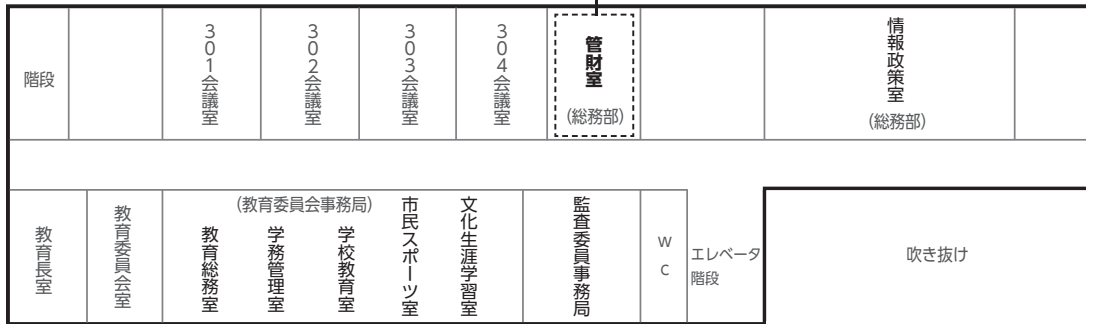 階段
301会議室
302会議室
303会議室
304会議室
管財室
(総務部)
情報政策室
(総務部)
教育長室
教育委員会室
(教育委員会事務局)
教育総務室
学務管理室
学校教育室
市民スポーツ室
文化生涯学習室
監査委員事務局
WC
エレベータ
階段
吹き抜け